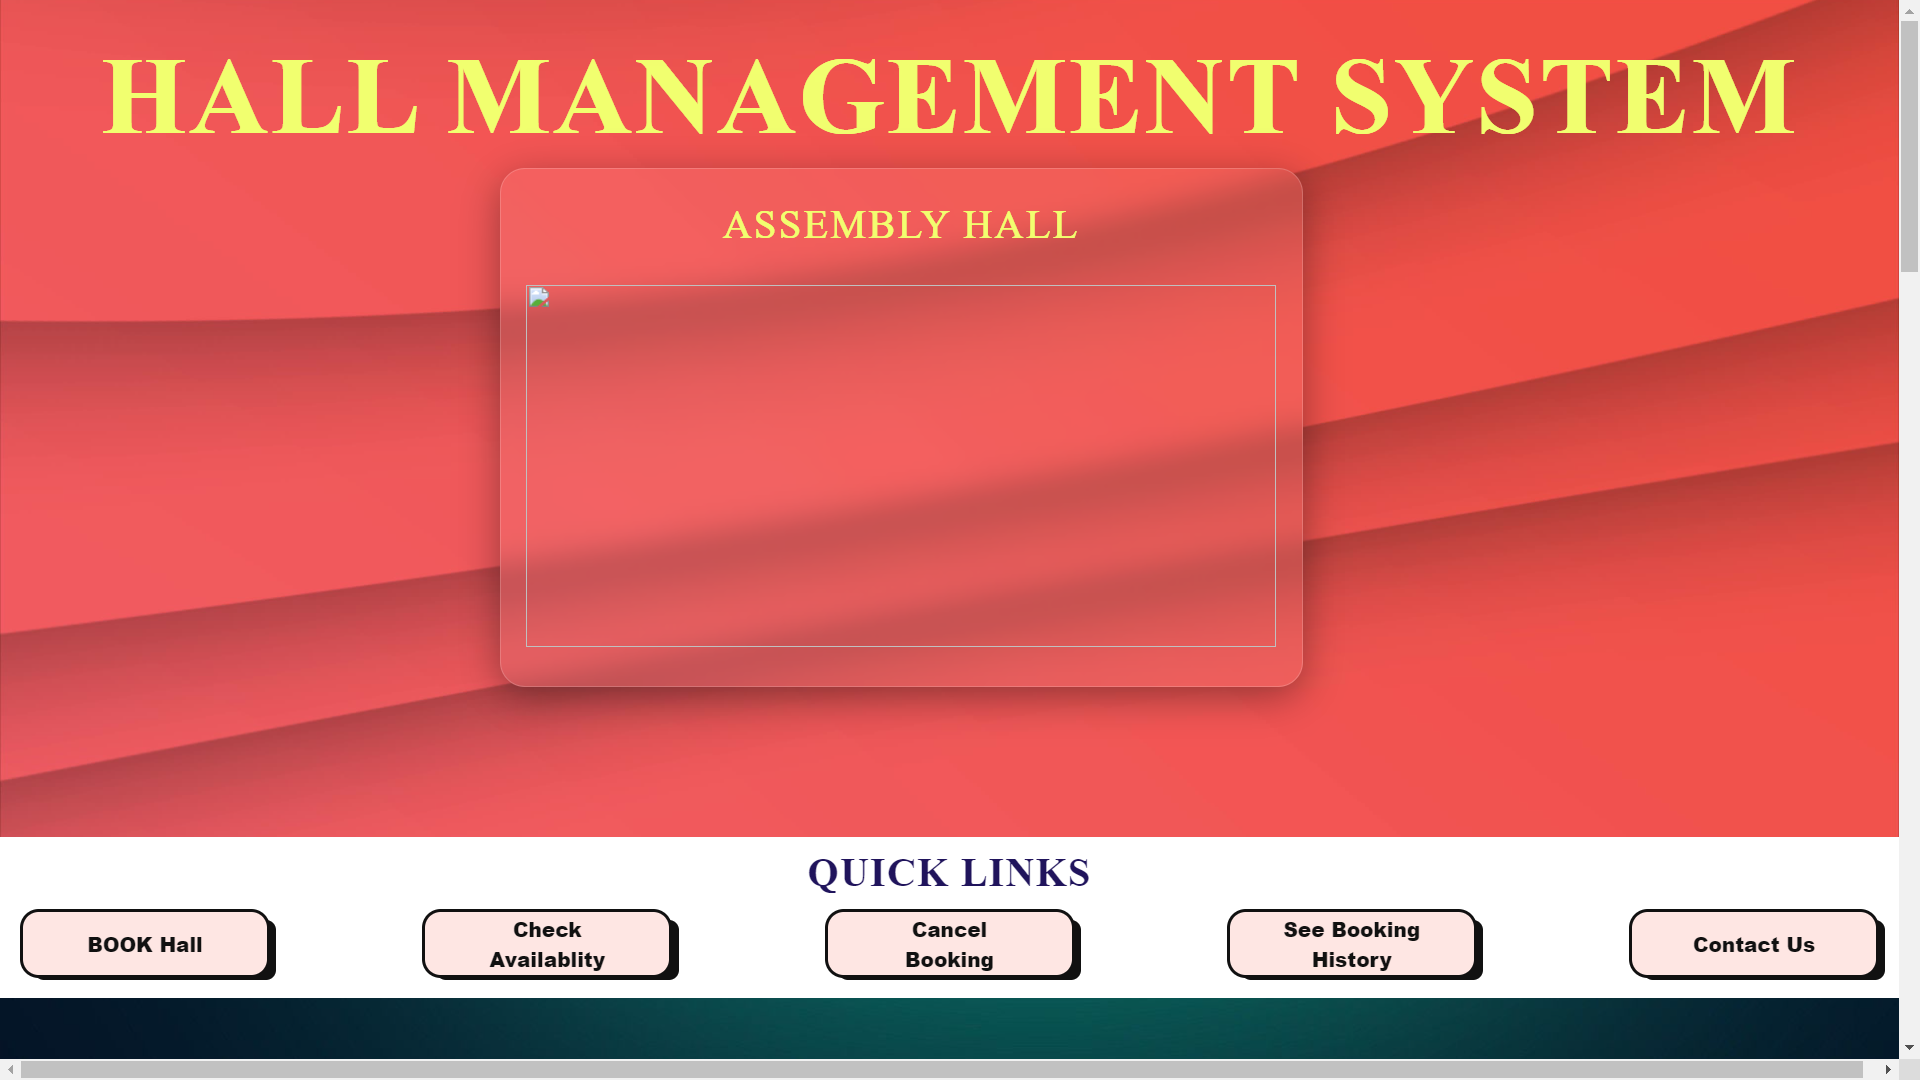 HALL MANAGEMENT SYSTEM
ASSEMBLY HALL
QUICK LINKS
BOOK Hall
Check
Availablity
Cancel
Booking
See Booking
History
Contact Us